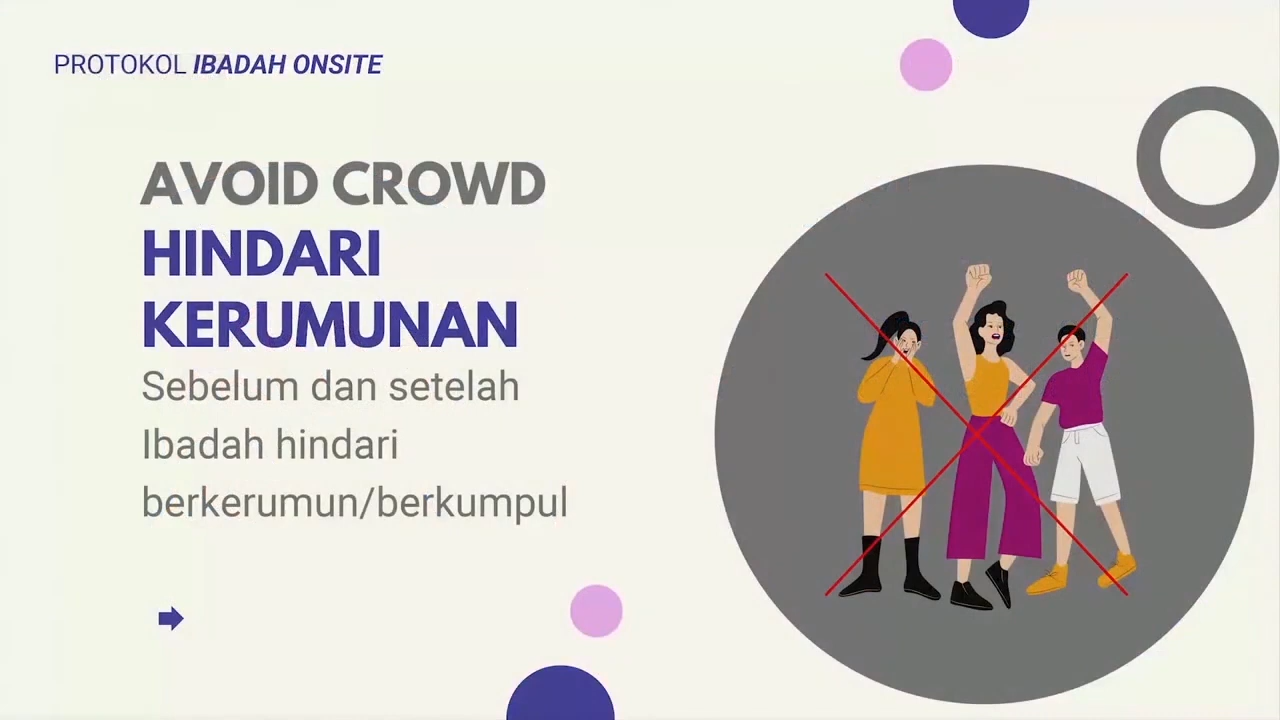 PROTOKOL IBADAH ONSITE
AVOID CROWD
HINDARI
KERUMUNAN
Sebelum dan setelah
Ibadah hindari
berkerumun/berkumpul